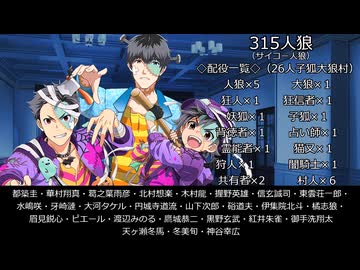 315人狼
（サイコー人狼）
◇配役一覧◇（26人子狐大狼村）
人狼×5　大狼×1
狂人×1　狂信者×1
妖狐×1　子狐×1
背徳者×1　占い師×1
霊能者×1　猫又×1
狩人×1　闇騎士×1
共有者×2　村人×6
都築圭・華村翔真・葛之葉雨彦・北村想楽・木村龍・握野英雄・信玄誠司・東雲荘一郎・
水嶋咲・牙崎漣・大河タケル・円城寺道流・山下次郎・硲道夫・伊集院北斗・橘志狼・
眉見鋭心・ピエール・渡辺みのる・鷹城恭二・黒野玄武・紅井朱雀・御手洗翔太
天ヶ瀬冬馬・冬美旬・神谷幸広